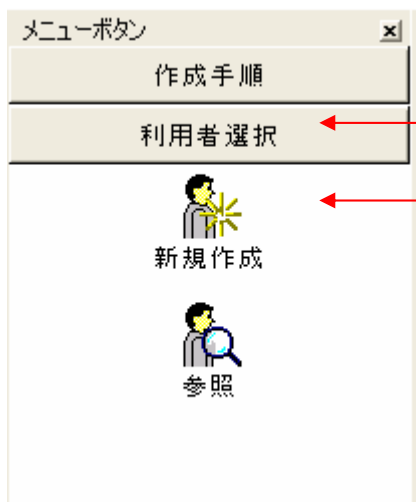 メニューボタン
作成手順
利用者選択
新規作成
参照